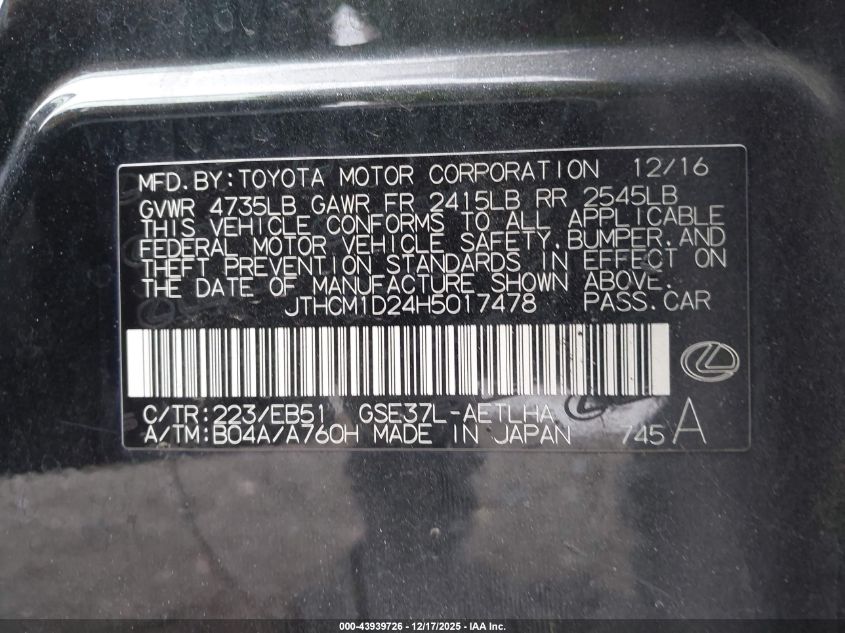 MFD.BY:TOYOTA MOTOR CORPORATION 12/16
GVWR 4735LB GAWR FR 2415LB RR 2545LB
THIS VEHICLE CONFORMS TO ALL APPLICABLE
FEDERAL MOTOR VEHICLE SAFETY,BUMPER,AND
THEFT PREVENTION STANDARDS IN EFFECT ON
THE DATE OF MANUFACTURE SHOWN ABOVE.
JTHCM1D24H5017478 PASS.CAR
C/TR:223/EB51 GSE37L-AETLHA
A/TM:B04A/A760H MADE IN JAPAN 745 A
000-43939726 - 12/17/2025 - IAA Inc.